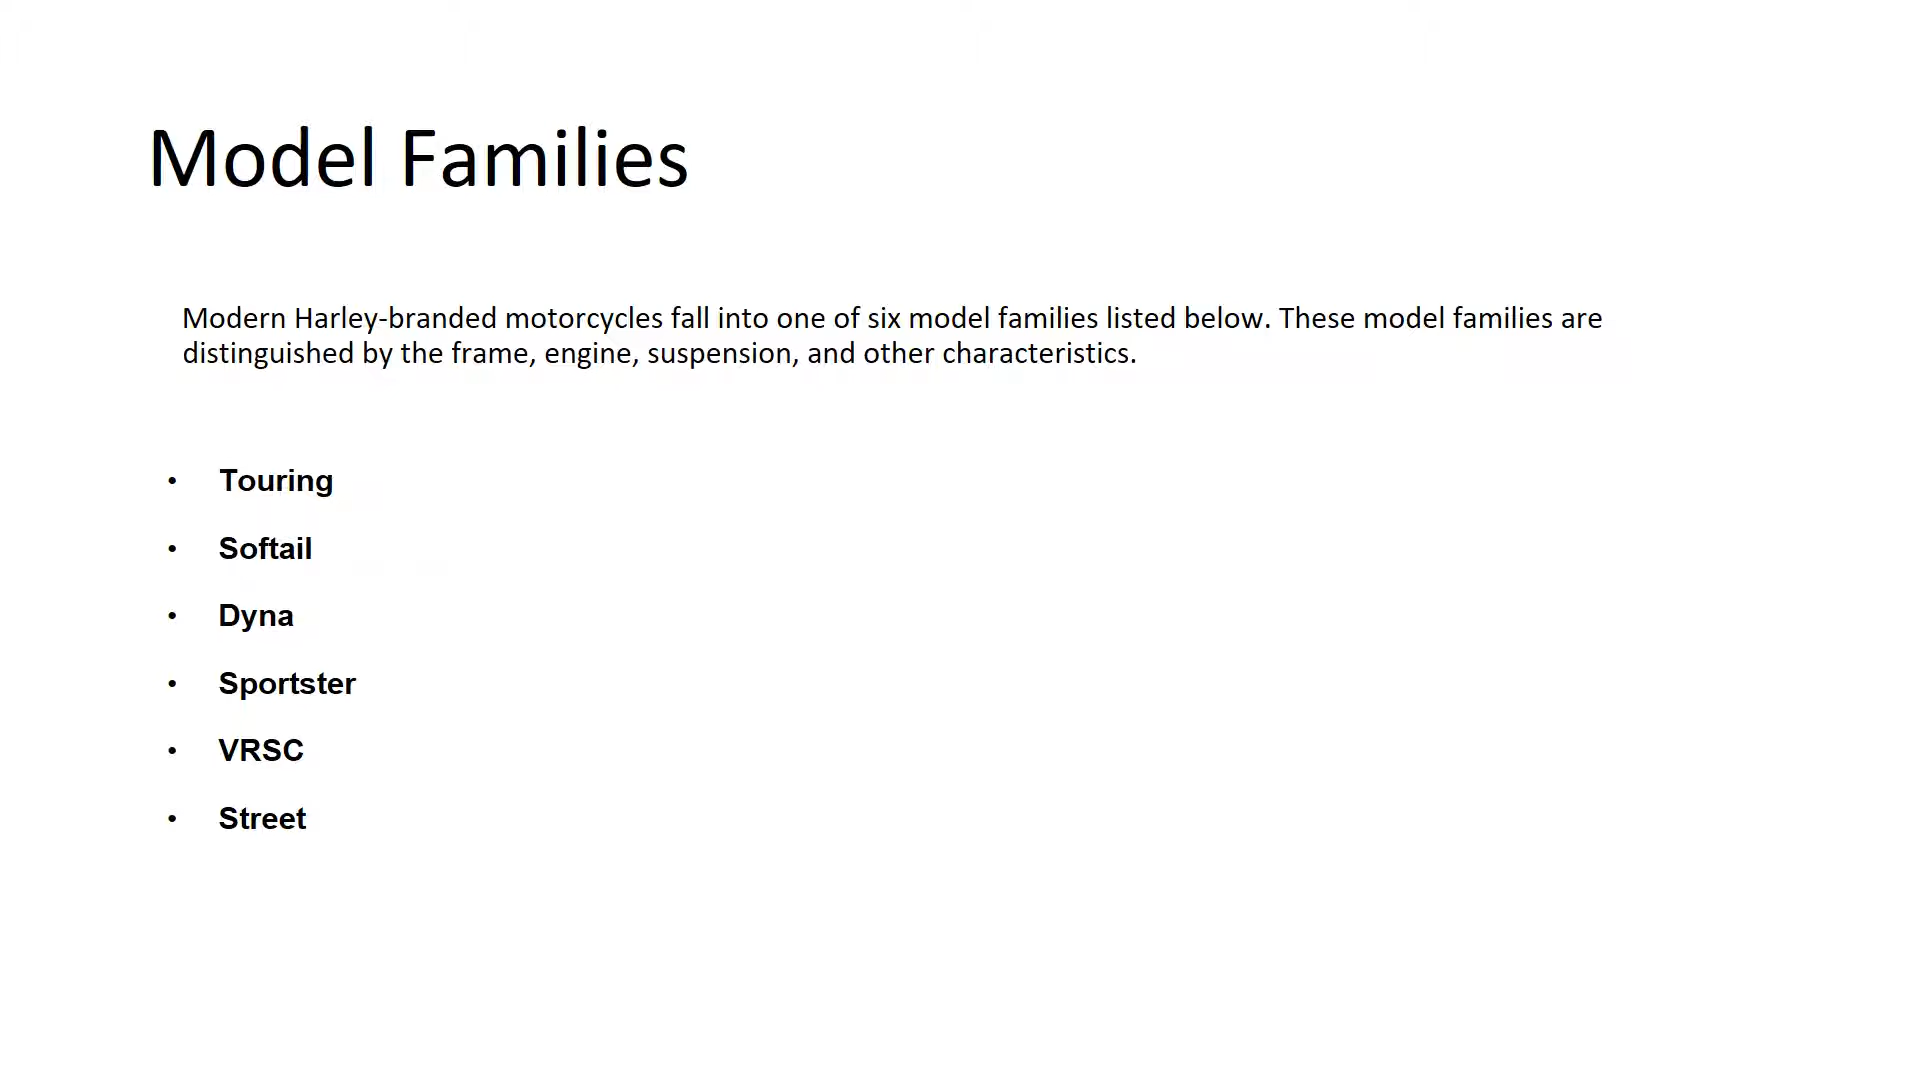 Model Families
Modern Harley-branded motorcycles fall into one of six model families listed below. These model families are
distinguished by the frame, engine, suspension, and other characteristics.
• Touring
• Softail
• Dyna
• Sportster
• VRSC
• Street